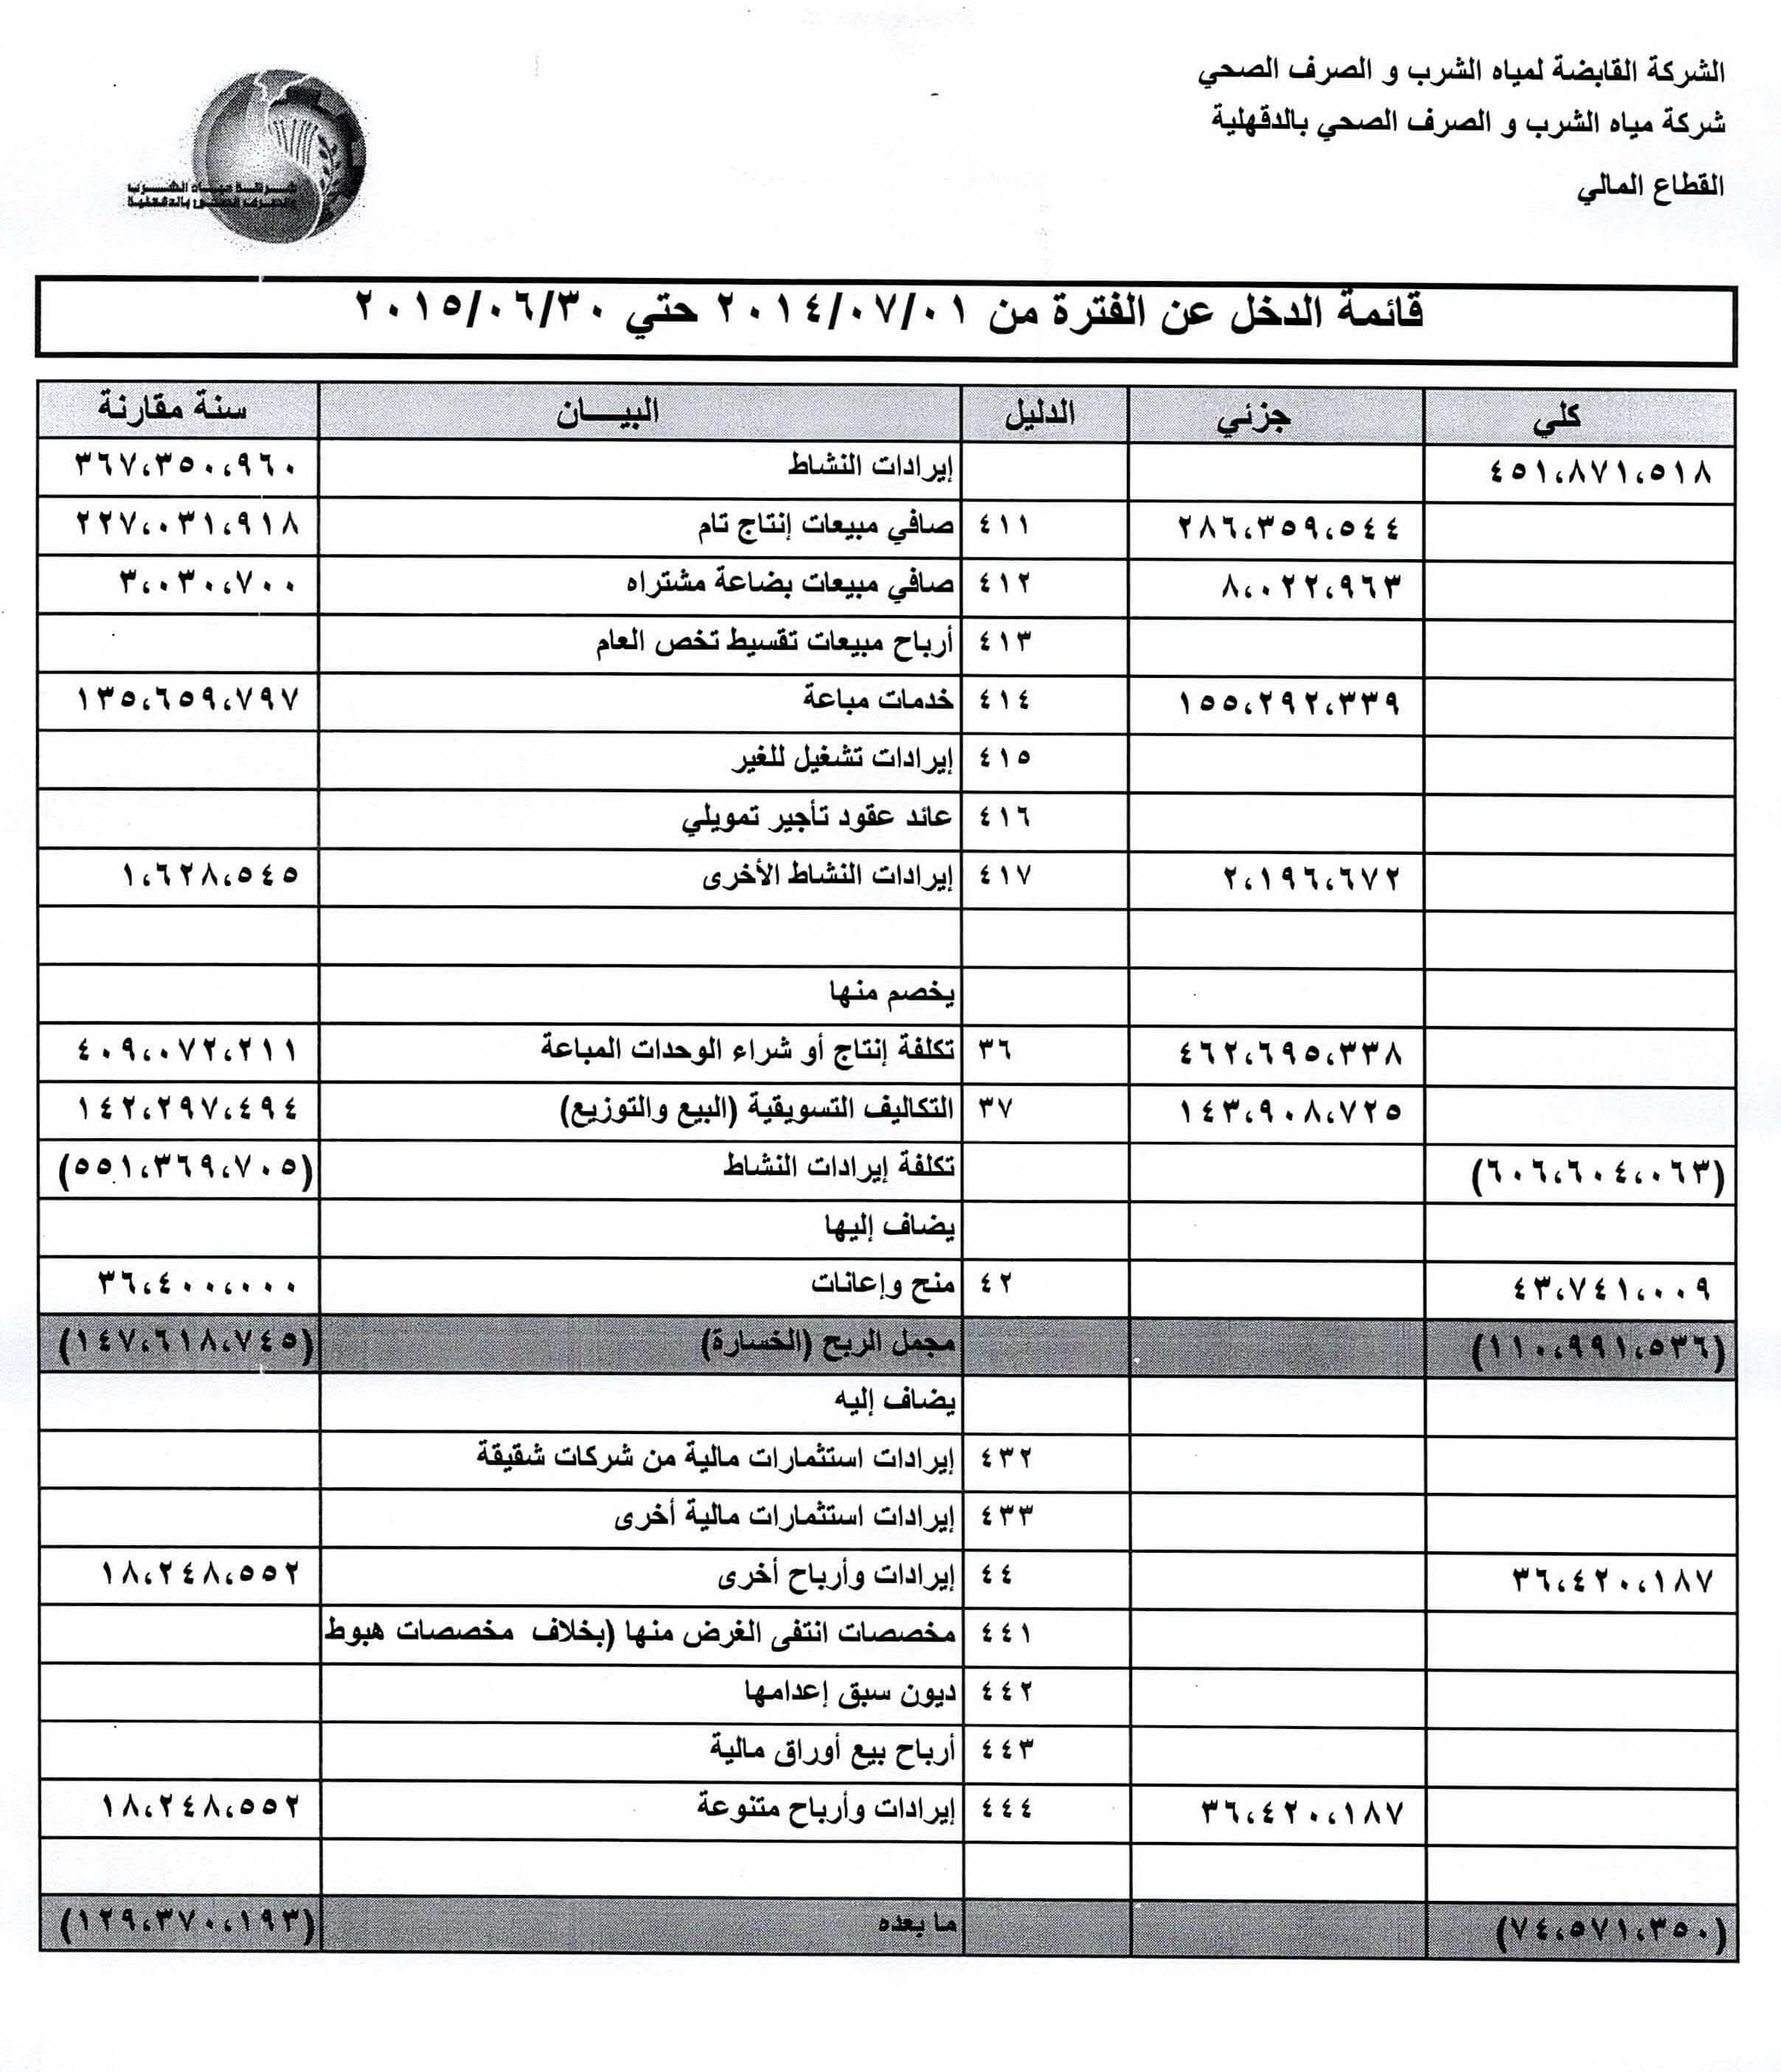 الشركة القابضة لمياه الشرب و الصرف الصحي
شركة مياه الشرب و الصرف الصحي بالدقهلية
القطاع المالي
شركة مياه الشرب
والصرف الصحى بالدقهلية
قائمة الدخل عن الفترة من ٢٠١٤/٠٧/٠١ حتي ٢٠١٥/٠٦/٣٠
كلي جزئي الدليل البيـــان سنة مقارنة
٤٥١،٨٧١،٥١٨ إيرادات النشاط ٣٦٧،٣٥٠،٩٦٠
٢٨٦،٣٥٩،٥٤٤ ٤١١ صافي مبيعات إنتاج تام ٢٢٧،٠٣١،٩١٨
٨،٠٢٢،٩٦٣ ٤١٢ صافي مبيعات بضاعة مشتراه ٣،٠٣٠،٧٠٠
٤١٣ أرباح مبيعات تقسيط تخص العام
١٥٥،٢٩٢،٣٣٩ ٤١٤ خدمات مباعة ١٣٥،٦٥٩،٧٩٧
٤١٥ إيرادات تشغيل للغير
٤١٦ عائد عقود تأجير تمويلي
٢،١٩٦،٦٧٢ ٤١٧ إيرادات النشاط الأخرى ١،٦٢٨،٥٤٥
يخصم منها
٤٦٢،٦٩٥،٣٣٨ ٣٦ تكلفة إنتاج أو شراء الوحدات المباعة ٤٠٩،٠٧٢،٢١١
١٤٣،٩٠٨،٧٢٥ ٣٧ التكاليف التسويقية (البيع والتوزيع) ١٤٢،٢٩٧،٤٩٤
(٦٠٦،٦٠٤،٠٦٣) تكلفة إيرادات النشاط (٥٥١،٣٦٩،٧٠٥)
يضاف إليها
٤٣،٧٤١،٠٠٩ ٤٢ منح وإعانات ٣٦،٤٠٠،٠٠٠
(١١٠،٩٩١،٥٣٦) مجمل الربح (الخسارة) (١٤٧،٦١٨،٧٤٥)
يضاف إليه
٤٣٢ إيرادات استثمارات مالية من شركات شقيقة
٤٣٣ إيرادات استثمارات مالية أخرى
٣٦،٤٢٠،١٨٧ ٤٤ إيرادات وأرباح أخرى ١٨،٢٤٨،٥٥٢
٤٤١ مخصصات انتفى الغرض منها (بخلاف مخصصات هبوط
٤٤٢ ديون سبق إعدامها
٤٤٣ أرباح بيع أوراق مالية
٣٦،٤٢٠،١٨٧ ٤٤٤ إيرادات وأرباح متنوعة ١٨،٢٤٨،٥٥٢
(٧٤،٥٧١،٣٥٠) ما بعده (١٢٩،٣٧٠،١٩٣)